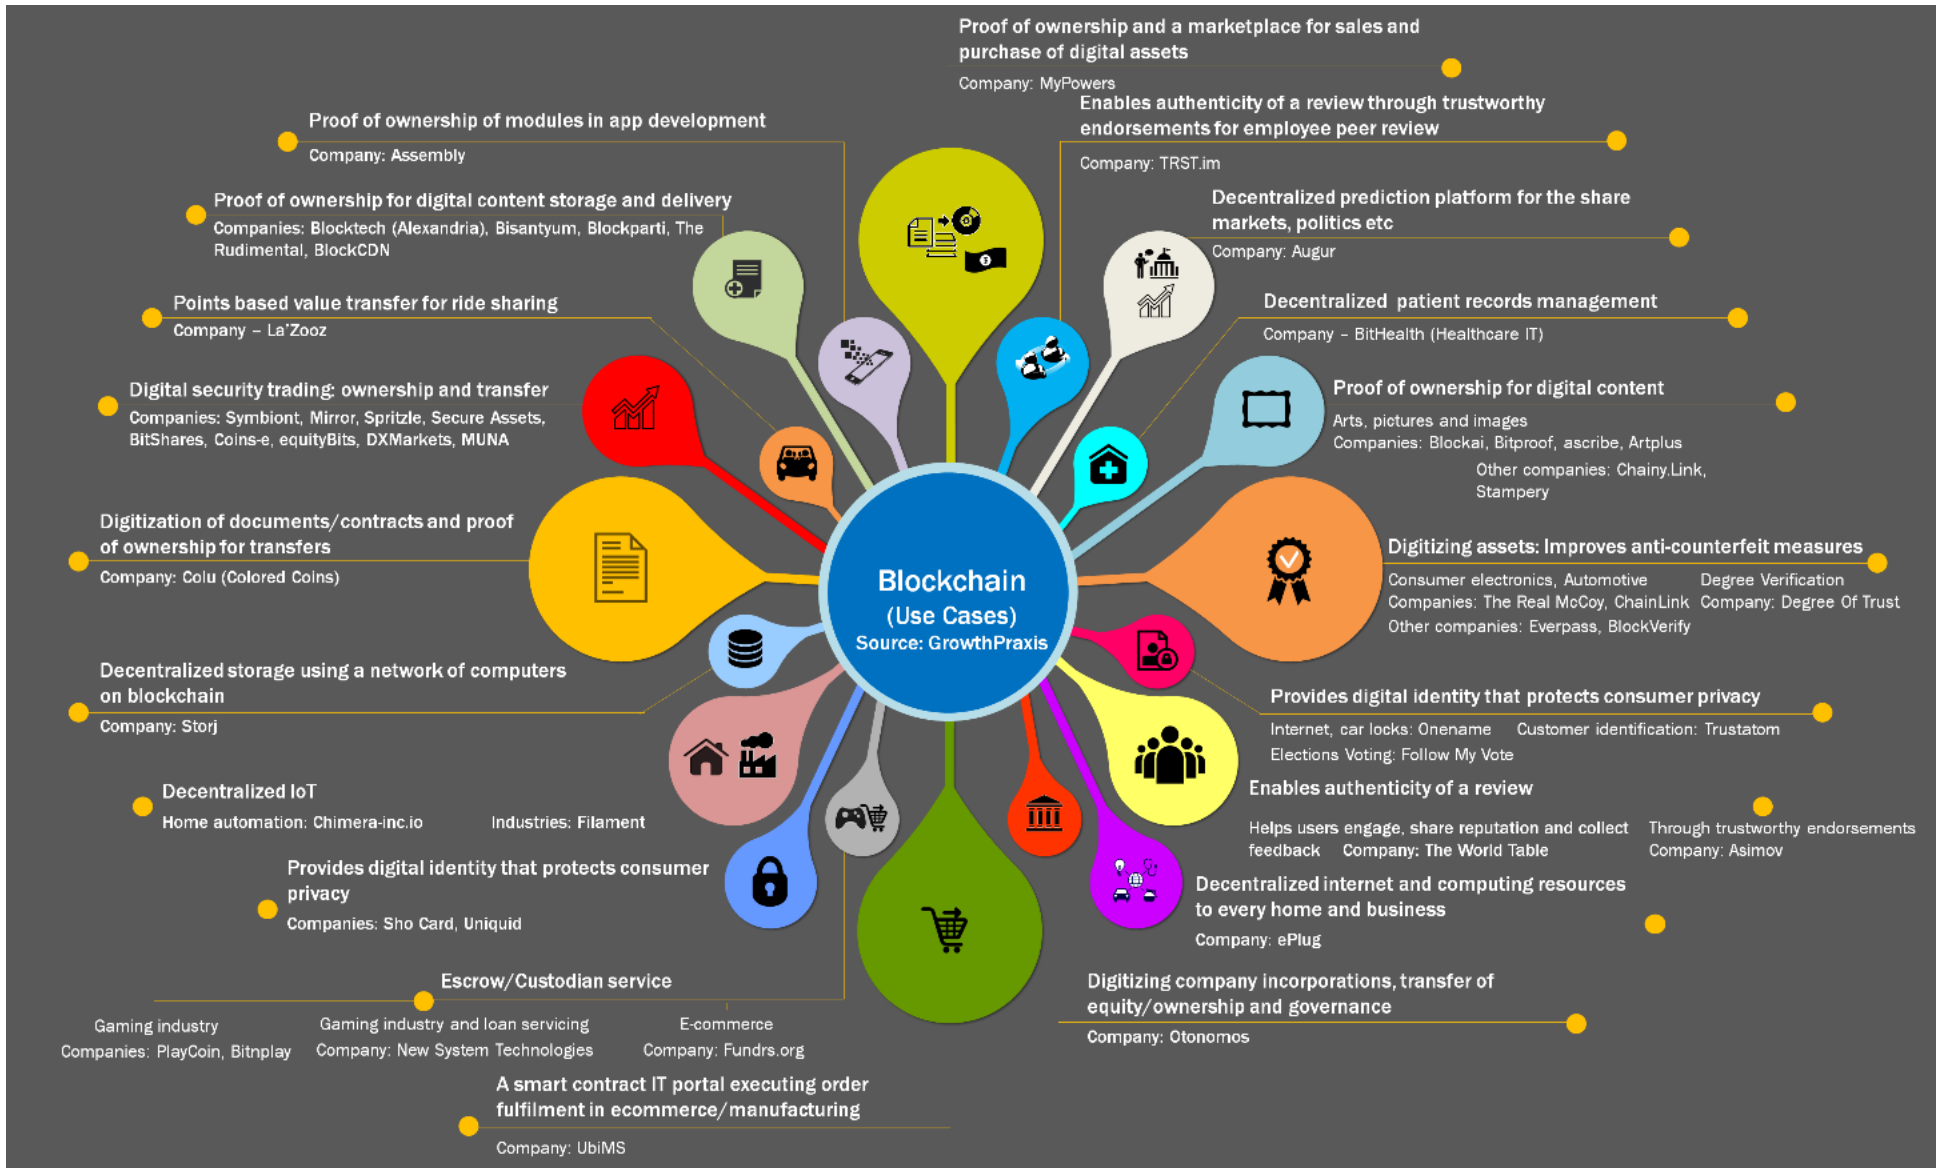 Proof of ownership and a marketplace for sales and
purchase of digital assets
Company: MyPowers
Enables authenticity of a review through trustworthy
endorsements for employee peer review
Company: TRST.im
Decentralized prediction platform for the share
markets, politics etc
Company: Augur
Decentralized patient records management
Company – BitHealth (Healthcare IT)
Proof of ownership for digital content
Arts, pictures and images
Companies: Blockai, Bitproof, ascribe, Artplus
Other companies: Chainy.Link,
Stampery
Digitizing assets: Improves anti-counterfeit measures
Consumer electronics, Automotive
Companies: The Real McCoy, ChainLink
Degree Verification
Company: Degree Of Trust
Other companies: Everpass, BlockVerify
Provides digital identity that protects consumer privacy
Internet, car locks: Onename
Customer identification: Trustatom
Elections Voting: Follow My Vote
Enables authenticity of a review
Helps users engage, share reputation and collect
feedback Company: The World Table
Through trustworthy endorsements
Company: Asimov
Decentralized internet and computing resources
to every home and business
Company: ePlug
Digitizing company incorporations, transfer of
equity/ownership and governance
Company: Otonomos
Proof of ownership of modules in app development
Company: Assembly
Proof of ownership for digital content storage and delivery
Companies: Blocktech (Alexandria), Bisantyum, Blockparti, The
Rudimental, BlockCDN
Points based value transfer for ride sharing
Company – La'Zooz
Digital security trading: ownership and transfer
Companies: Symbiont, Mirror, Spritzle, Secure Assets,
BitShares, Coins-e, equityBits, DXMarkets, MUNA
Digitization of documents/contracts and proof
of ownership for transfers
Company: Colu (Colored Coins)
Decentralized storage using a network of computers
on blockchain
Company: Storj
Decentralized IoT
Home automation: Chimera-inc.io
Industries: Filament
Provides digital identity that protects consumer
privacy
Companies: Sho Card, Uniquid
Escrow/Custodian service
Gaming industry
Companies: PlayCoin, Bitnplay
Gaming industry and loan servicing
Company: New System Technologies
E-commerce
Company: Fundrs.org
A smart contract IT portal executing order
fulfilment in ecommerce/manufacturing
Company: UbiMS
Blockchain
(Use Cases)
Source: GrowthPraxis